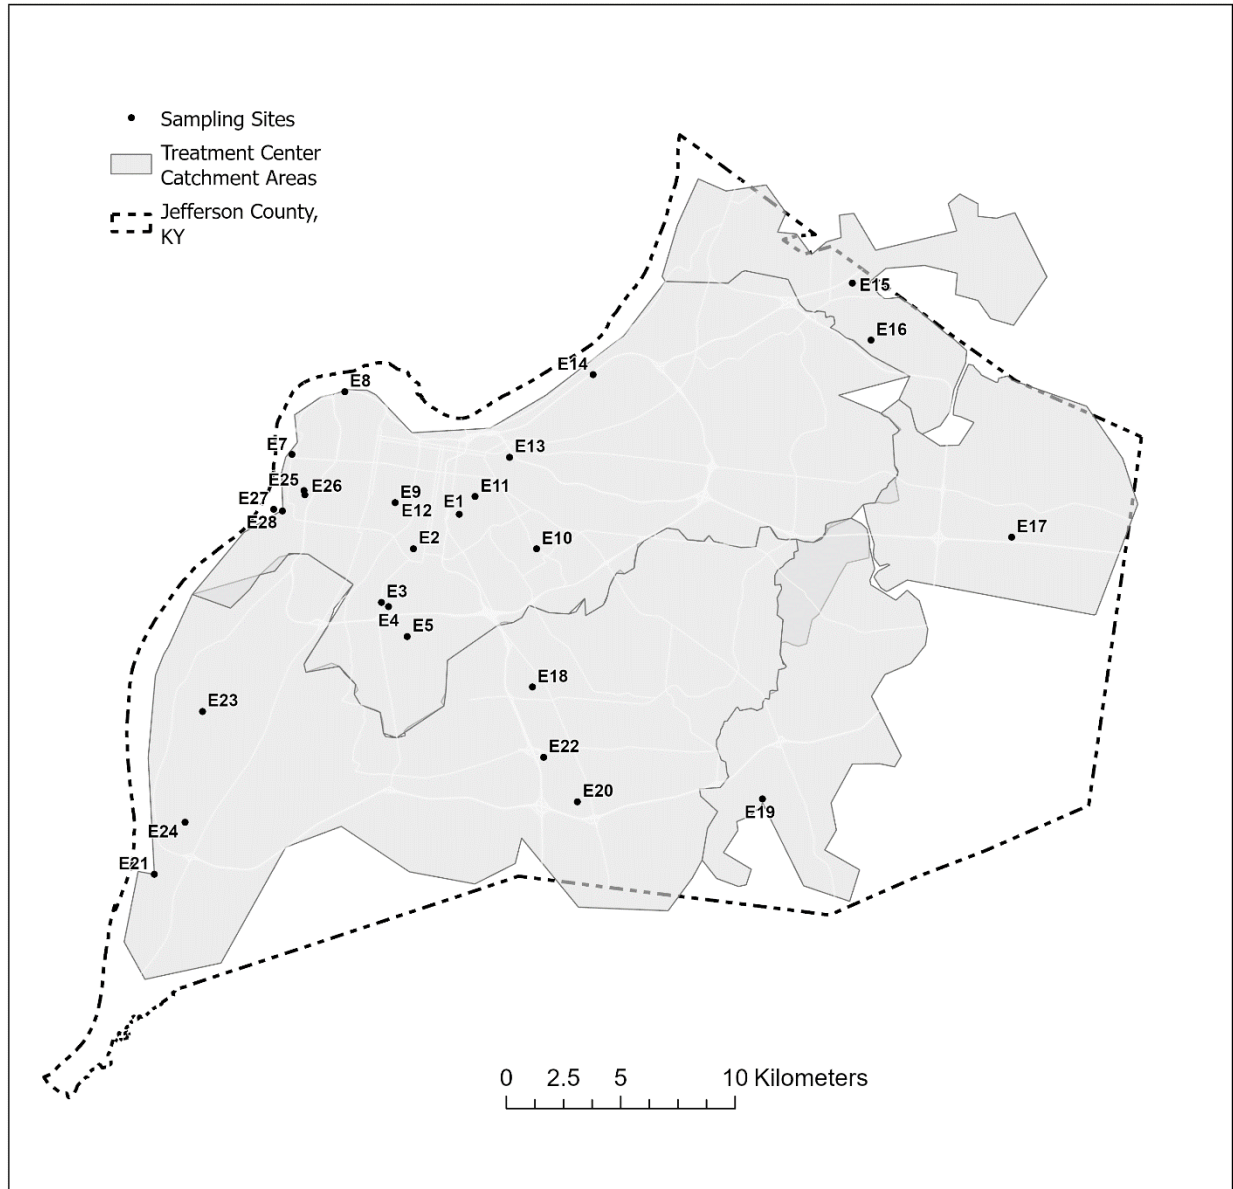 Sampling Sites
Treatment Center
Catchment Areas
Jefferson County,
KY
E15
E16
E14
E8
E7
E13
E25
E26
E27
E28
E9
E12
E1
E11
E17
E2
E10
E3
E4
E5
E18
E23
E22
E20
E19
E24
E21
0 2.5 5 10 Kilometers